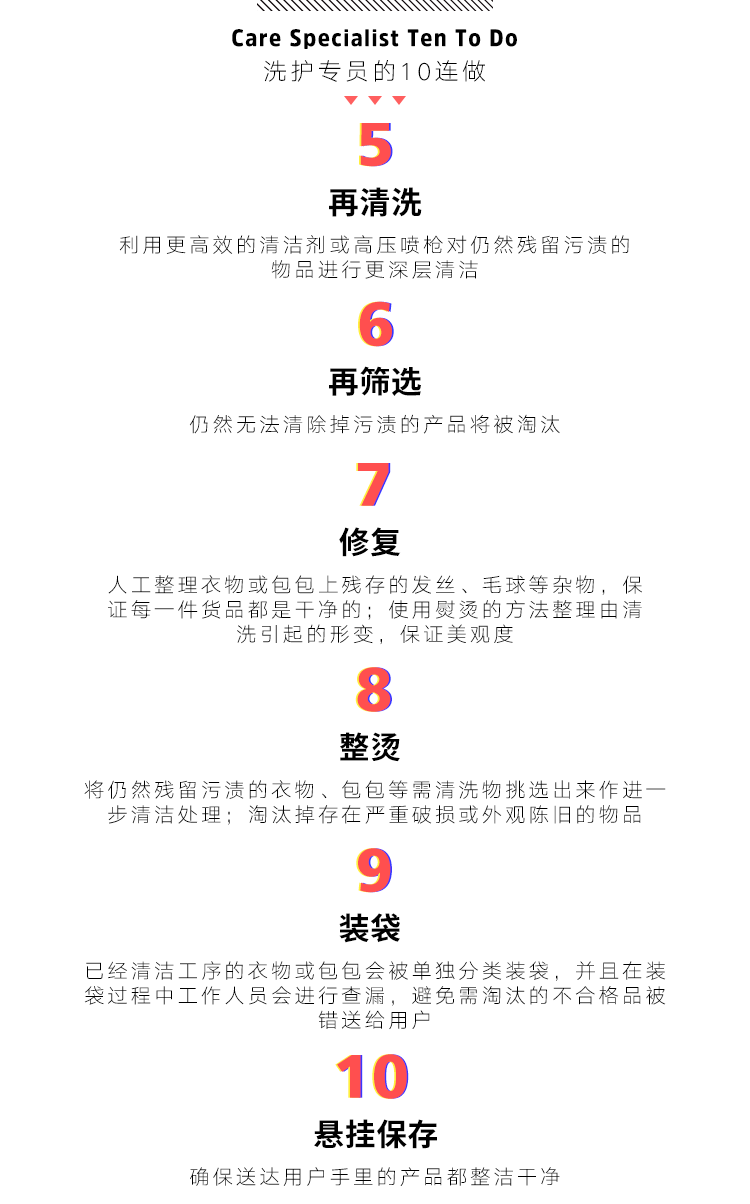 Care Specialist Ten To Do
洗护专员的10连做
5
再清洗
利用更高效的清洁剂或高压喷枪对仍然残留污渍的
物品进行更深层清洁
6
再筛选
仍然无法清除掉污渍的产品将被淘汰
7
修复
人工整理衣物或包包上残存的发丝、毛球等杂物，保
证每一件货品都是干净的；使用熨烫的方法整理由清
洗引起的形变，保证美观度
8
整烫
将仍然残留污渍的衣物、包包等需清洗物挑选出来作进一
步清洁处理；淘汰掉存在严重破损或外观陈旧的物品
9
装袋
已经清洁工序的衣物或包包会被单独分类装袋，并且在装
袋过程中工作人员会进行查漏，避免需淘汰的不合格品被
错送给用户
10
悬挂保存
确保送达用户手里的产品都整洁干净